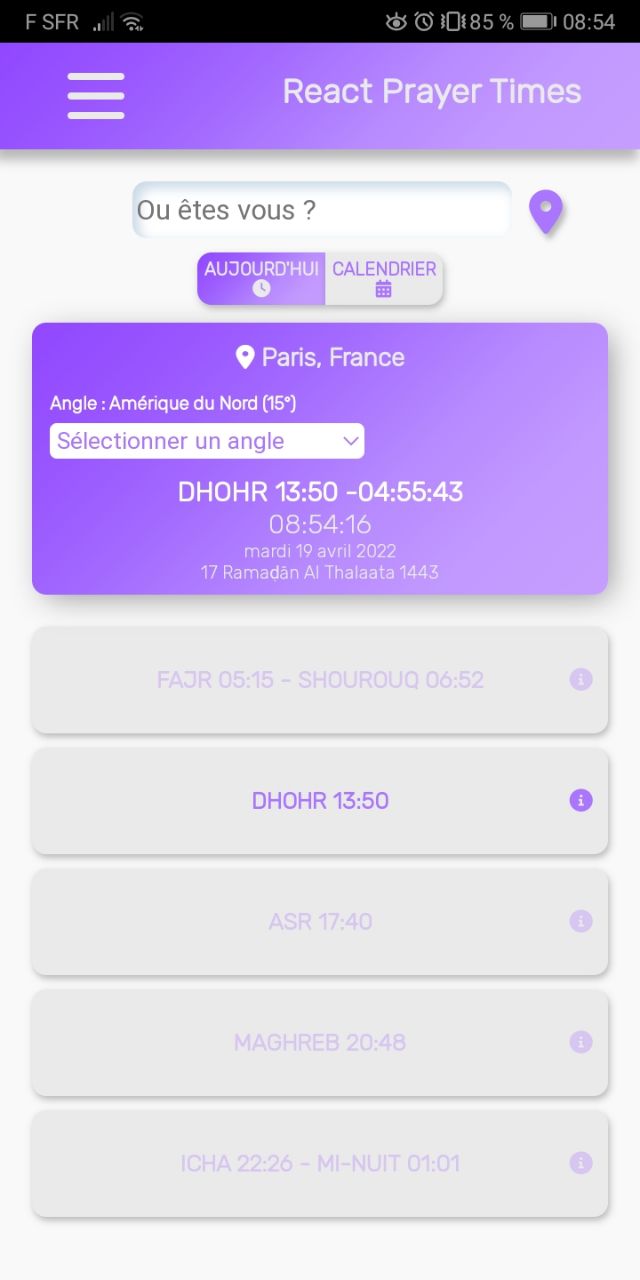 F SFR 85 % 08:54
React Prayer Times
Ou êtes vous ?
AUJOURD'HUI CALENDRIER
Paris, France
Angle : Amérique du Nord (15°)
Sélectionner un angle
DHOHR 13:50 -04:55:43
08:54:16
mardi 19 avril 2022
17 Ramadān Al Thalaata 1443
FAJR 05:15 - SHOUROUQ 06:52
DHOHR 13:50
ASR 17:40
MAGHREB 20:48
ICHA 22:26 - MI-NUIT 01:01